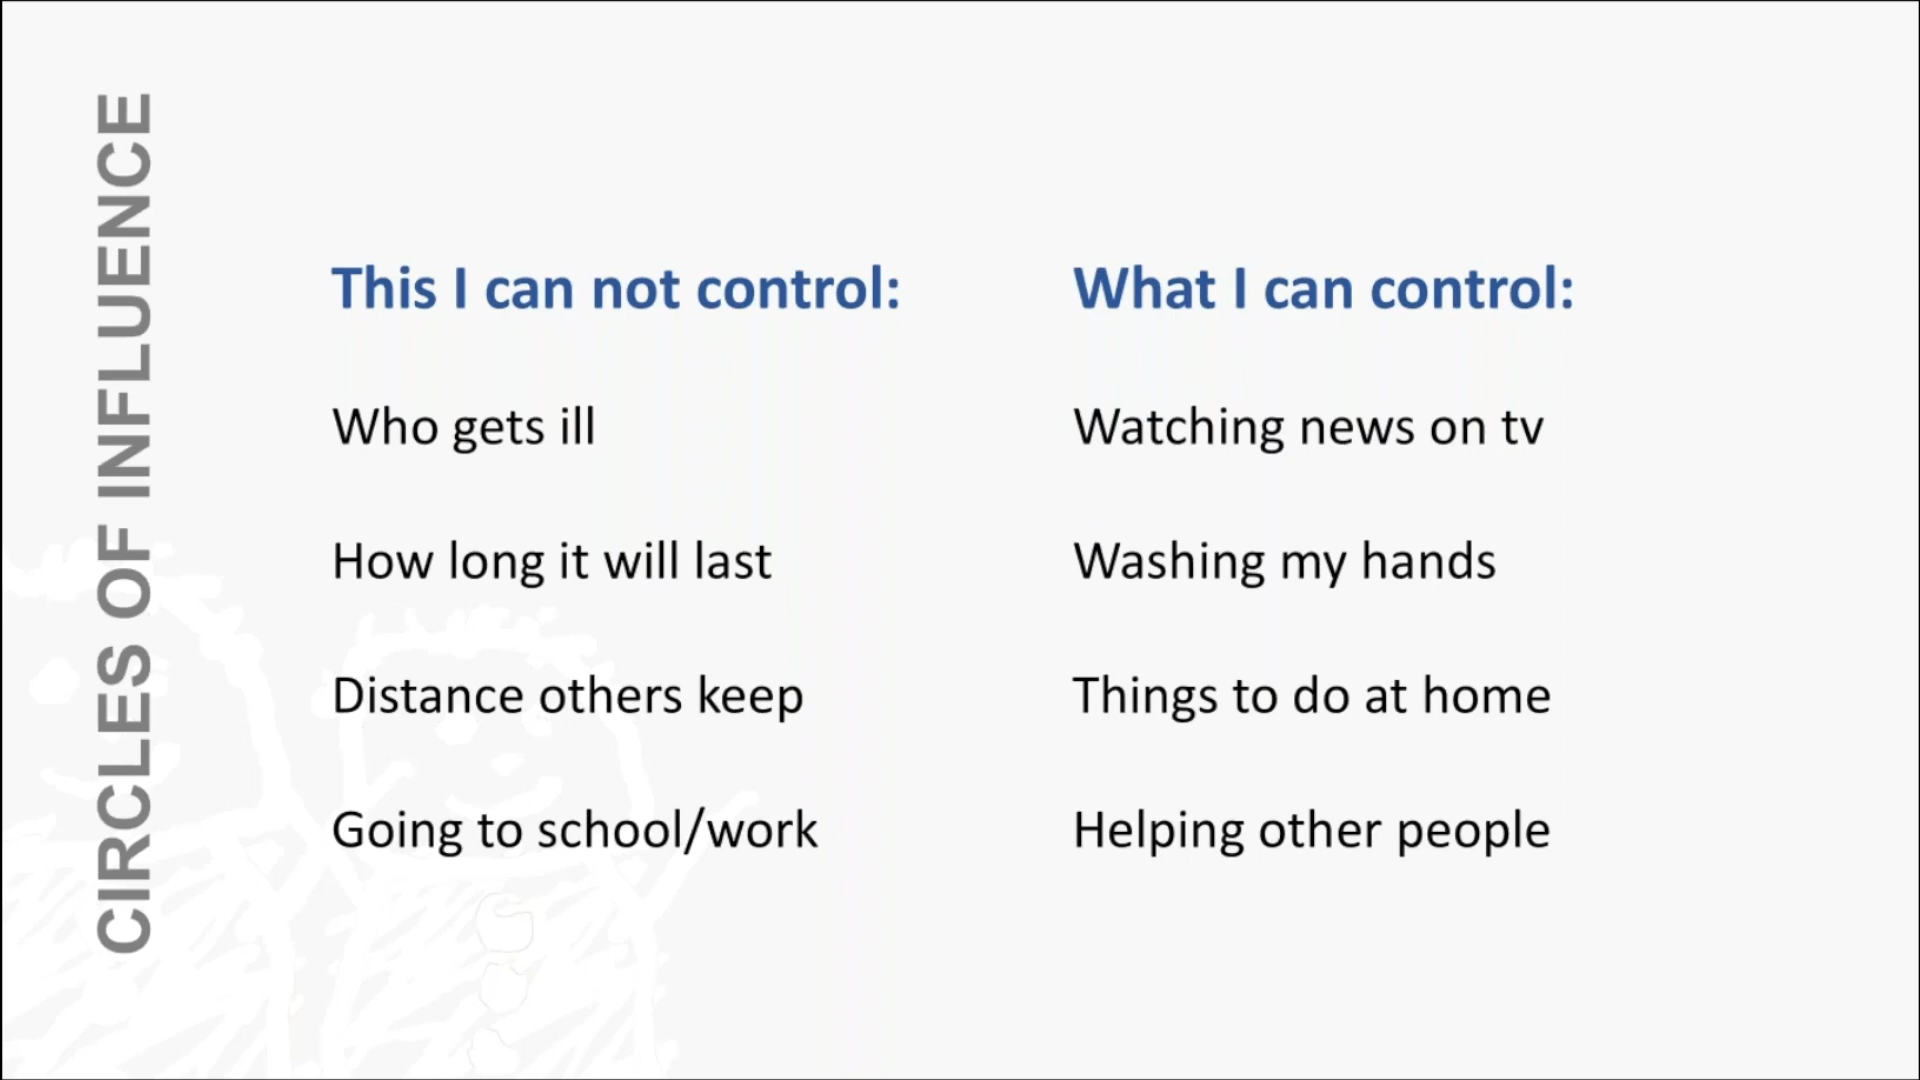 CIRCLES OF INFLUENCE
This I can not control:
Who gets ill
How long it will last
Distance others keep
Going to school/work
What I can control:
Watching news on tv
Washing my hands
Things to do at home
Helping other people